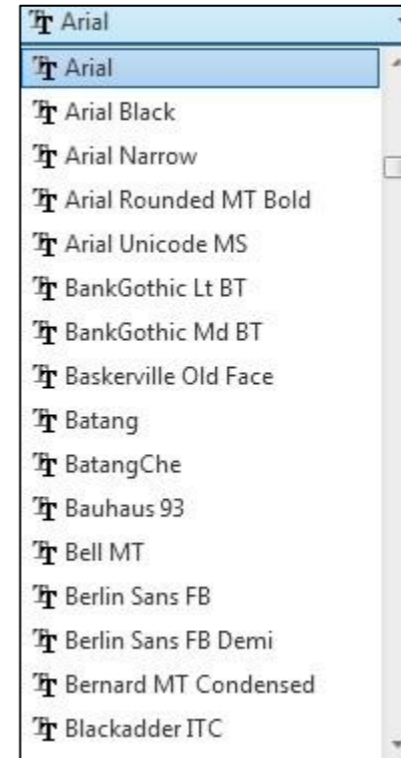 Arial
Arial
Arial Black
Arial Narrow
Arial Rounded MT Bold
Arial Unicode MS
BankGothic Lt BT
BankGothic Md BT
Baskerville Old Face
Batang
BatangChe
Bauhaus 93
Bell MT
Berlin Sans FB
Berlin Sans FB Demi
Bernard MT Condensed
Blackadder ITC